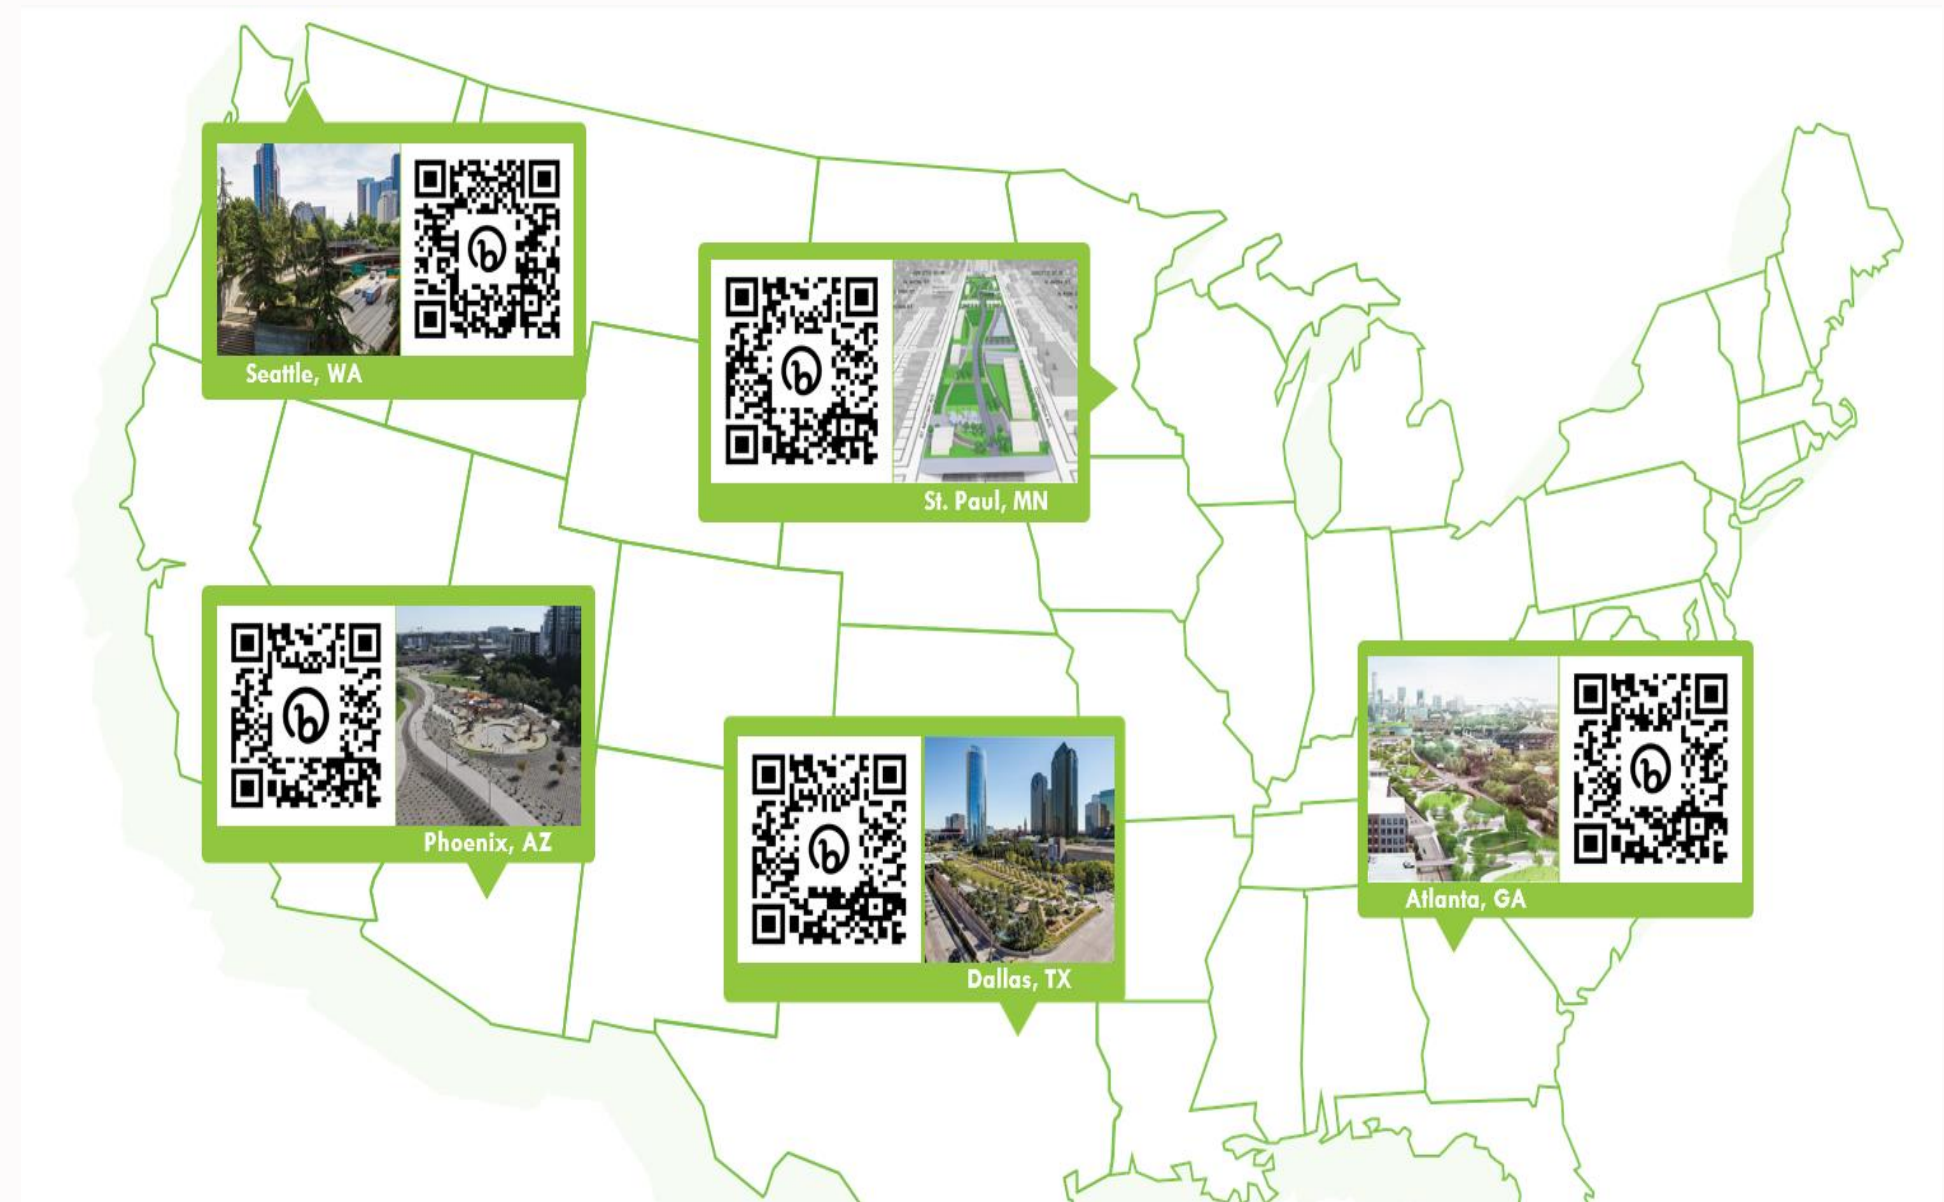 Seattle, WA
St. Paul, MN
Phoenix, AZ
Dallas, TX
Atlanta, GA